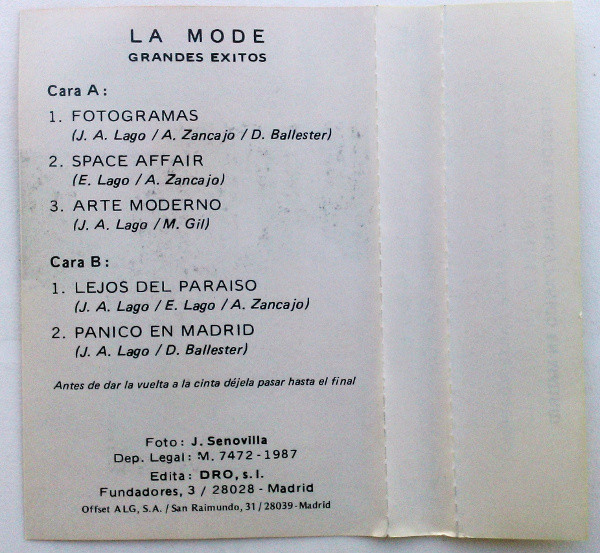 LA MODE
GRANDES EXITOS
Cara A:
1. FOTOGRAMAS
(J. A. Lago / A. Zancajo / D. Ballester)
2. SPACE AFFAIR
(E. Lago / A. Zancajo)
3. ARTE MODERNO
(J. A. Lago / M. Gil)
Cara B:
1. LEJOS DEL PARAISO
(J. A. Lago / E. Lago / A. Zancajo)
2. PANICO EN MADRID
(J. A. Lago / D. Ballester)
Antes de dar la vuelta a la cinta déjela pasar hasta el final
Foto: J. Senovilla
Dep. Legal: M. 7472-1987
Edita: DRO, s.l.
Fundadores, 3 / 28028 - Madrid
Offset ALG, S.A. / San Raimundo, 31 / 28039-Madrid